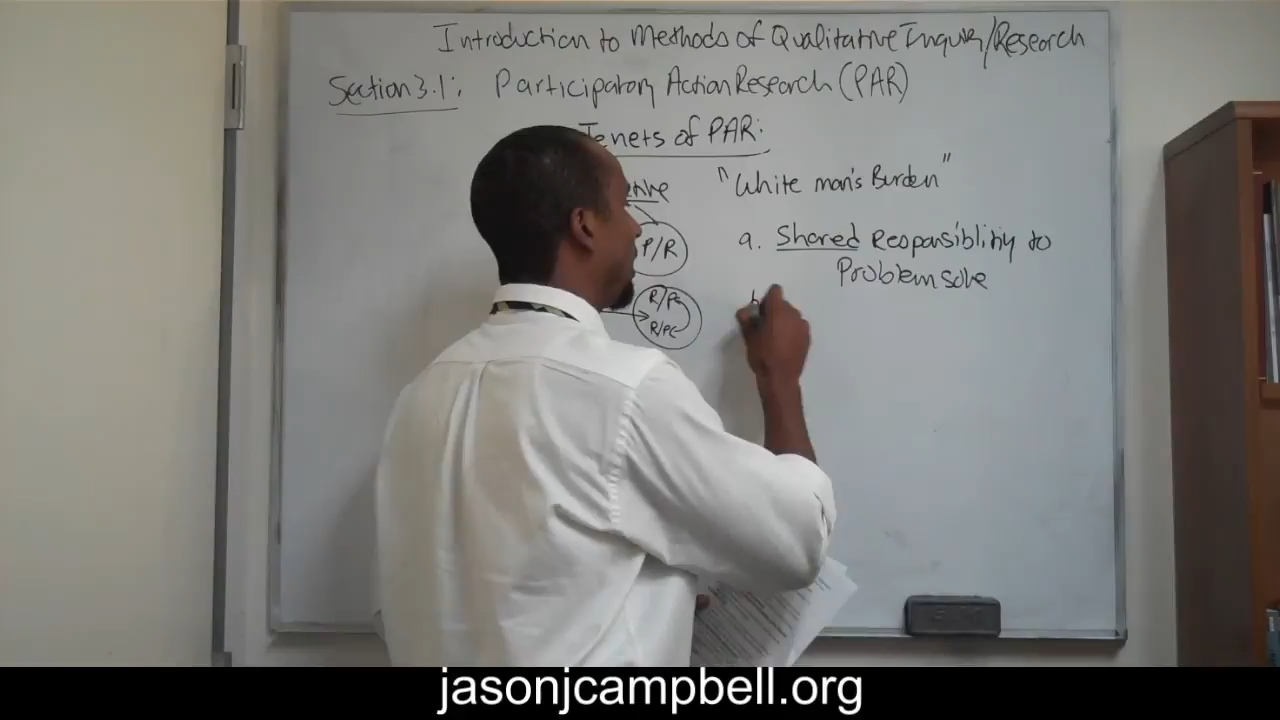 Introduction to Methods of Qualitative Inquiry/Research
Section 3.1: Participatory Action Research (PAR)
Tenets of PAR:
"White man's Burden"
P/R
a. Shared Responsiblitiy to
Problem solve
R/PC
R/PC
b
jasonjcampbell.org